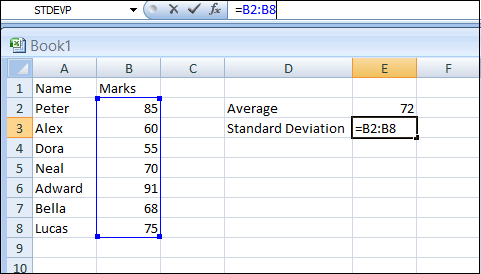 STDEVP =B2:B8
Book1
A B C D E F
1 Name Marks
2 Peter 85 Average 72
3 Alex 60 Standard Deviation =B2:B8
4 Dora 55
5 Neal 70
6 Adward 91
7 Bella 68
8 Lucas 75
9
10